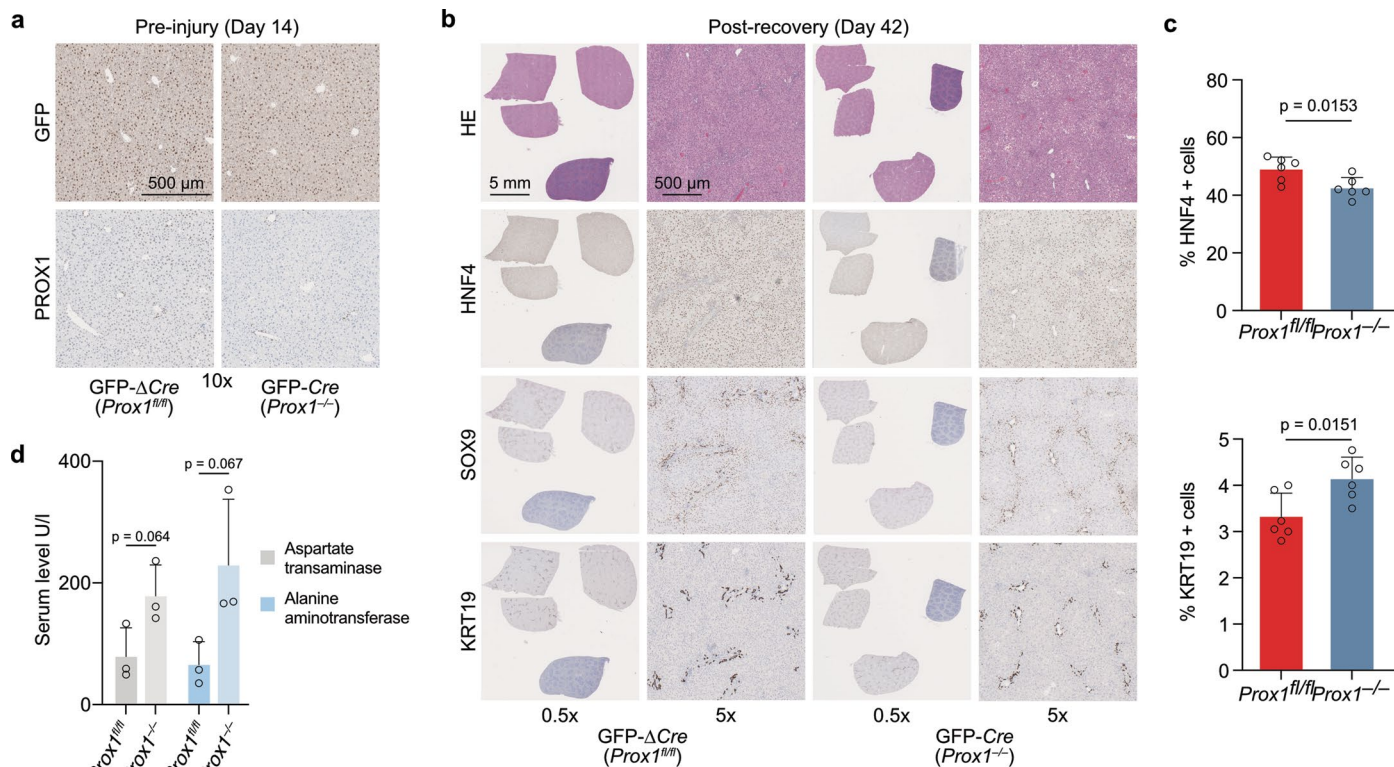 a
Pre-injury (Day 14)
GFP
500 µm
PROX1
GFP-ΔCre
(Prox1fl/fl)
10x
GFP-Cre
(Prox1–/–)
b
Post-recovery (Day 42)
HE
5 mm
500 µm
HNF4
SOX9
KRT19
0.5x
5x
0.5x
5x
GFP-ΔCre
(Prox1fl/fl)
GFP-Cre
(Prox1–/–)
c
80
60
40
20
0
% HNF4 + cells
p = 0.0153
Prox1fl/fl
Prox1–/–
5
4
3
2
1
0
% KRT19 + cells
p = 0.0151
Prox1fl/fl
Prox1–/–
d
400
200
0
Serum level U/l
p = 0.064
p = 0.067
Aspartate
transaminase
Alanine
aminotransferase